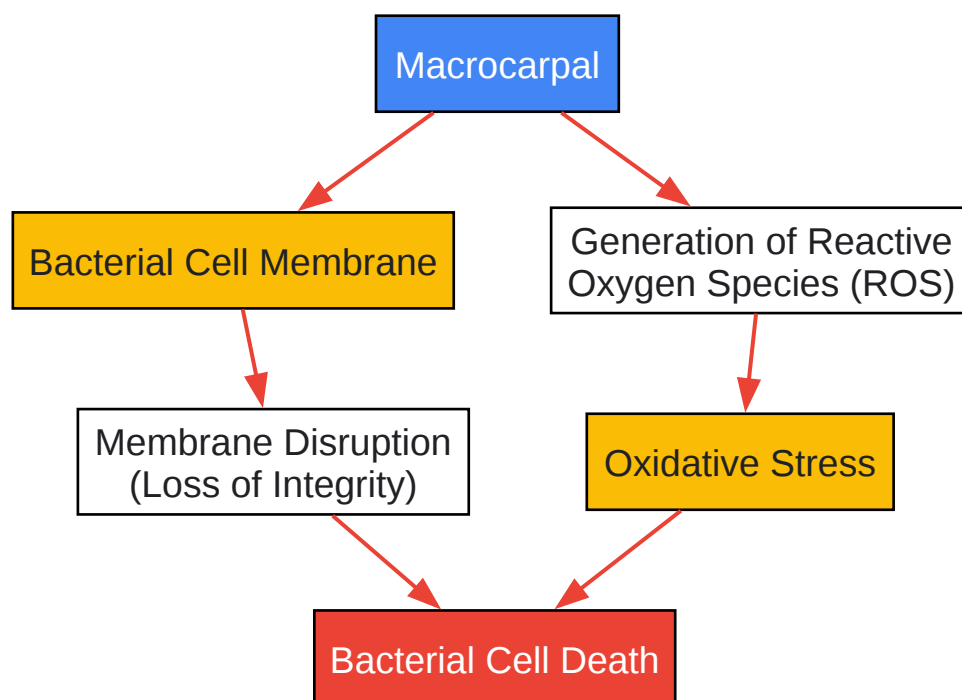 Macrocarpal
Bacterial Cell Membrane
Generation of Reactive
Oxygen Species (ROS)
Membrane Disruption
(Loss of Integrity)
Oxidative Stress
Bacterial Cell Death